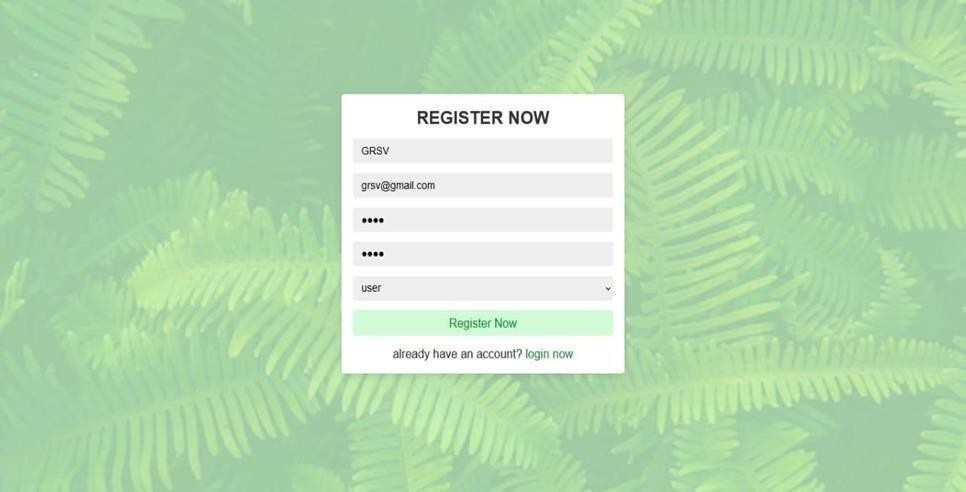 REGISTER NOW
GRSV
grsv@gmail.com
••••
••••
user
Register Now
already have an account? login now